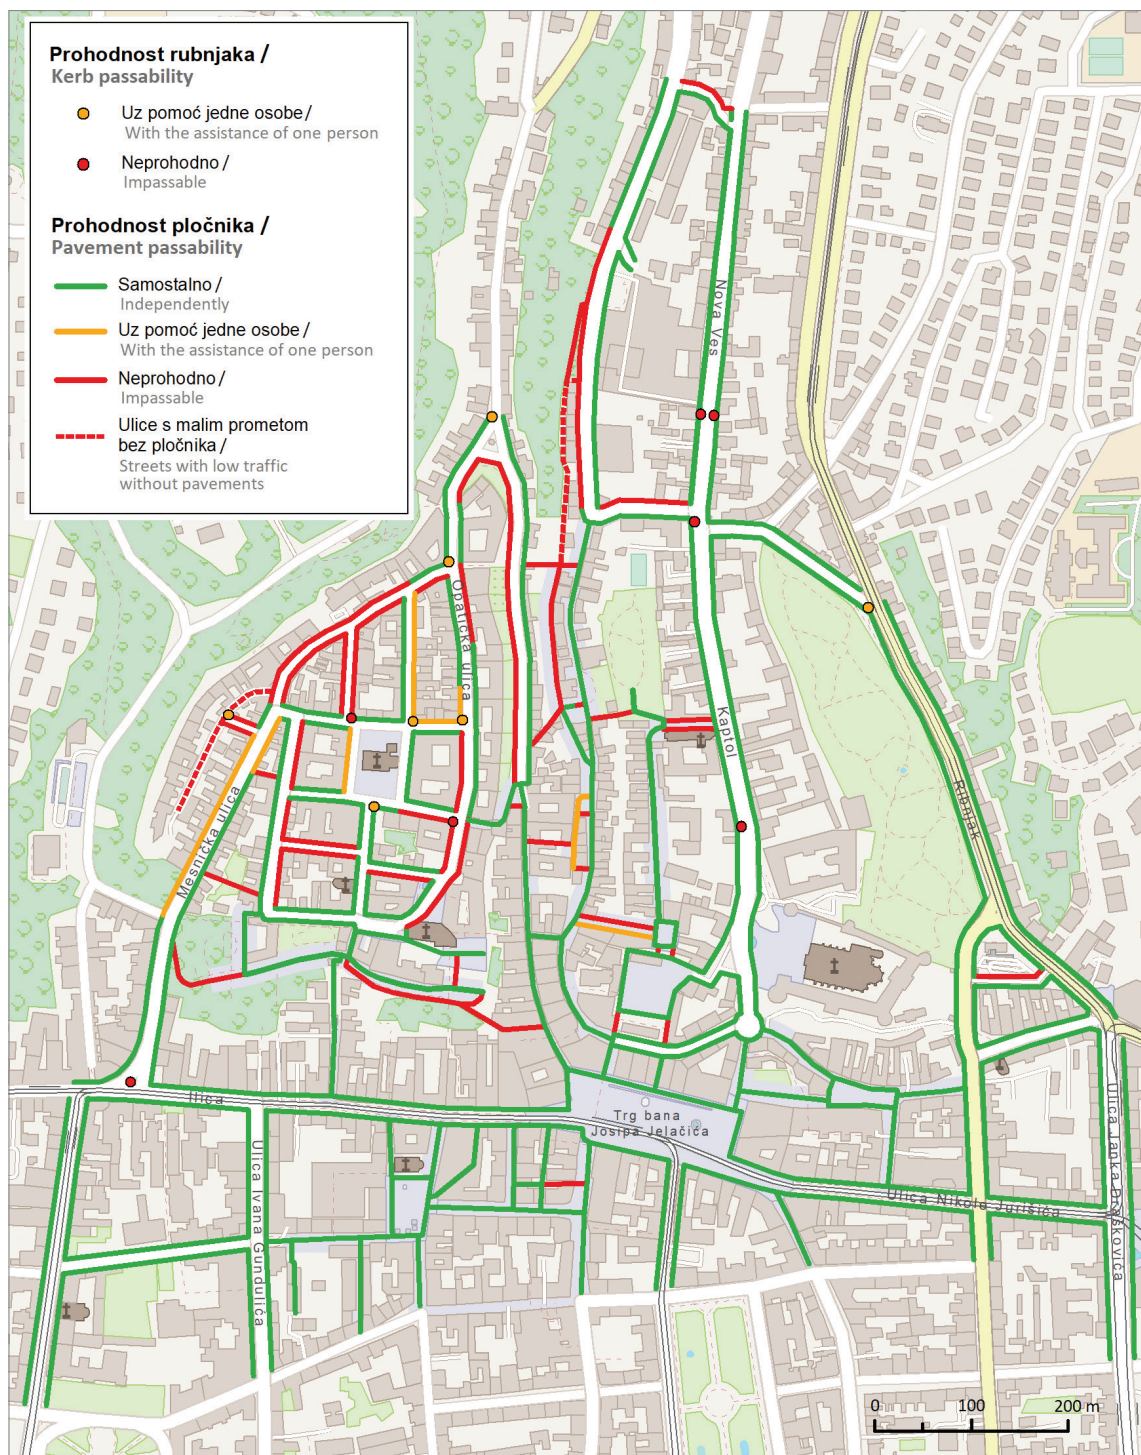 Prohodnost rubnjaka /
Kerb passability
Uz pomoć jedne osobe /
With the assistance of one person
Neprohodno /
Impassable
Prohodnost pločnika /
Pavement passability
Samostalno /
Independently
Uz pomoć jedne osobe /
With the assistance of one person
Neprohodno /
Impassable
Ulice s malim prometom
bez pločnika /
Streets with low traffic
without pavements
Nova Ves
Opatička ulica
Kaptol
Mesnička ulica
Ribnjak
Ilica
Trg bana
Josipa Jelačića
Ulica Ivana Gundulića
Ulica Nikole Jurišića
Ulica Janka Draškovića
0 100 200 m